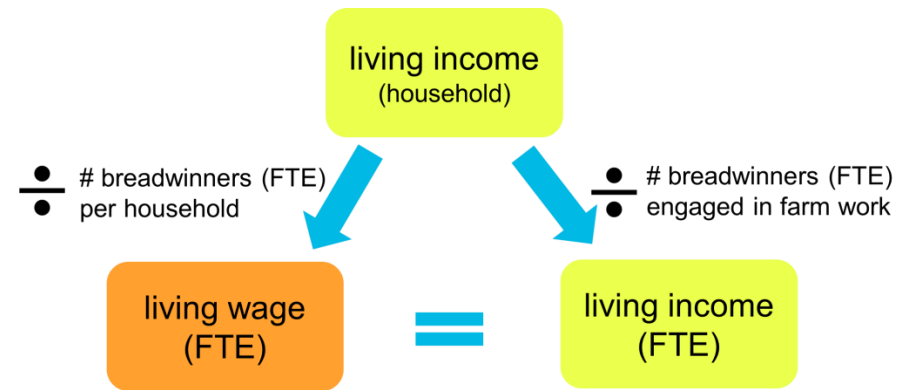 living income
(household)
# breadwinners (FTE)
per household
# breadwinners (FTE)
engaged in farm work
living wage
(FTE)
=
living income
(FTE)